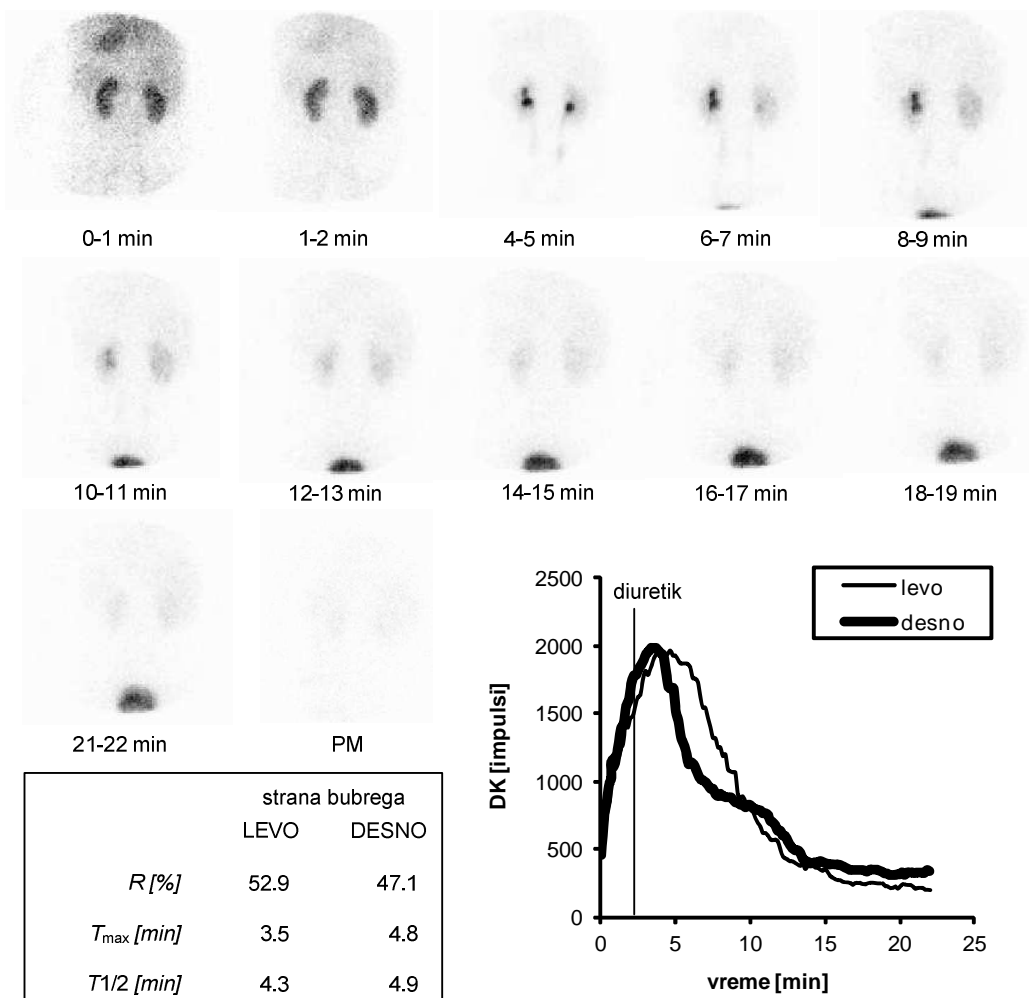 0-1 min 1-2 min 4-5 min 6-7 min 8-9 min
10-11 min 12-13 min 14-15 min 16-17 min 18-19 min
21-22 min PM
strana bubrega
LEVO DESNO
R [%] 52.9 47.1
Tmax [min] 3.5 4.8
T1/2 [min] 4.3 4.9
diuretik
levo
desno
DK [impulsi]
2500
2000
1500
1000
500
0
0 5 10 15 20 25
vreme [min]